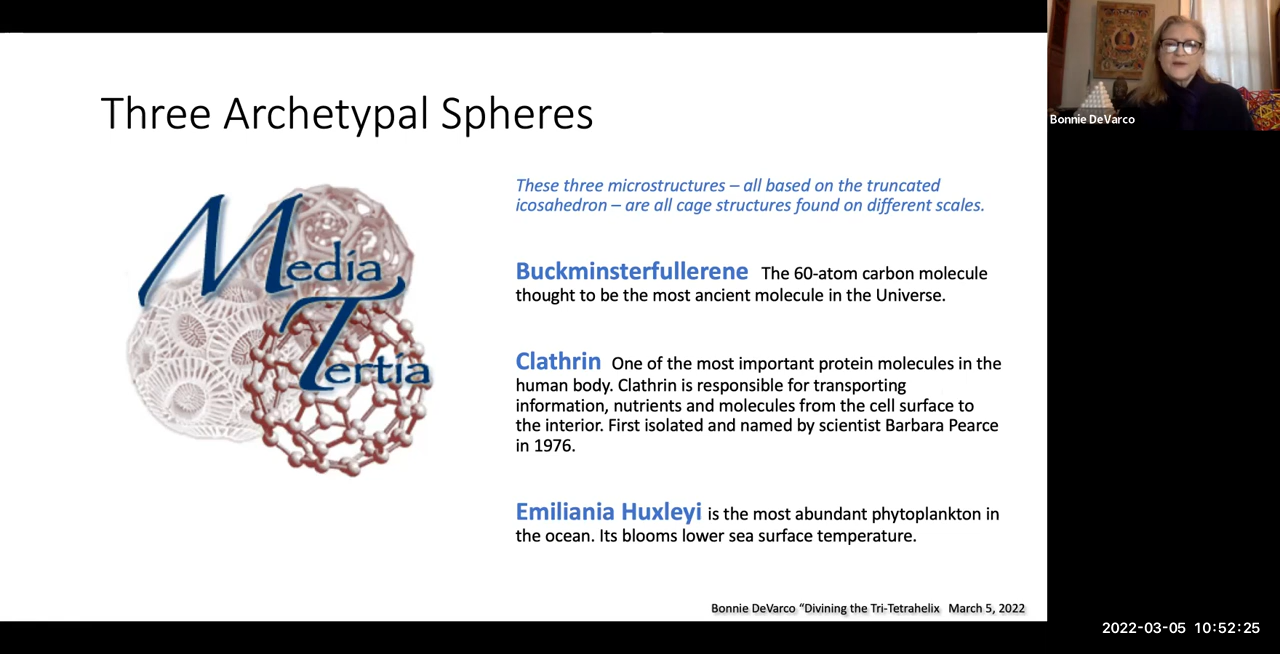 Three Archetypal Spheres
Media
Tertia
These three microstructures – all based on the truncated
icosahedron – are all cage structures found on different scales.
Buckminsterfullerene The 60-atom carbon molecule
thought to be the most ancient molecule in the Universe.
Clathrin One of the most important protein molecules in the
human body. Clathrin is responsible for transporting
information, nutrients and molecules from the cell surface to
the interior. First isolated and named by scientist Barbara Pearce
in 1976.
Emiliania Huxleyi is the most abundant phytoplankton in
the ocean. Its blooms lower sea surface temperature.
Bonnie DeVarco “Divining the Tri-Tetrahelix March 5, 2022
Bonnie DeVarco
2022-03-05 10:52:25